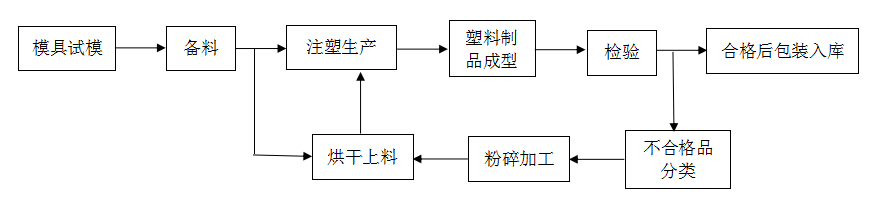 模具试模
备料
注塑生产
塑料制
品成型
检验
合格后包装入库
烘干上料
粉碎加工
不合格品
分类